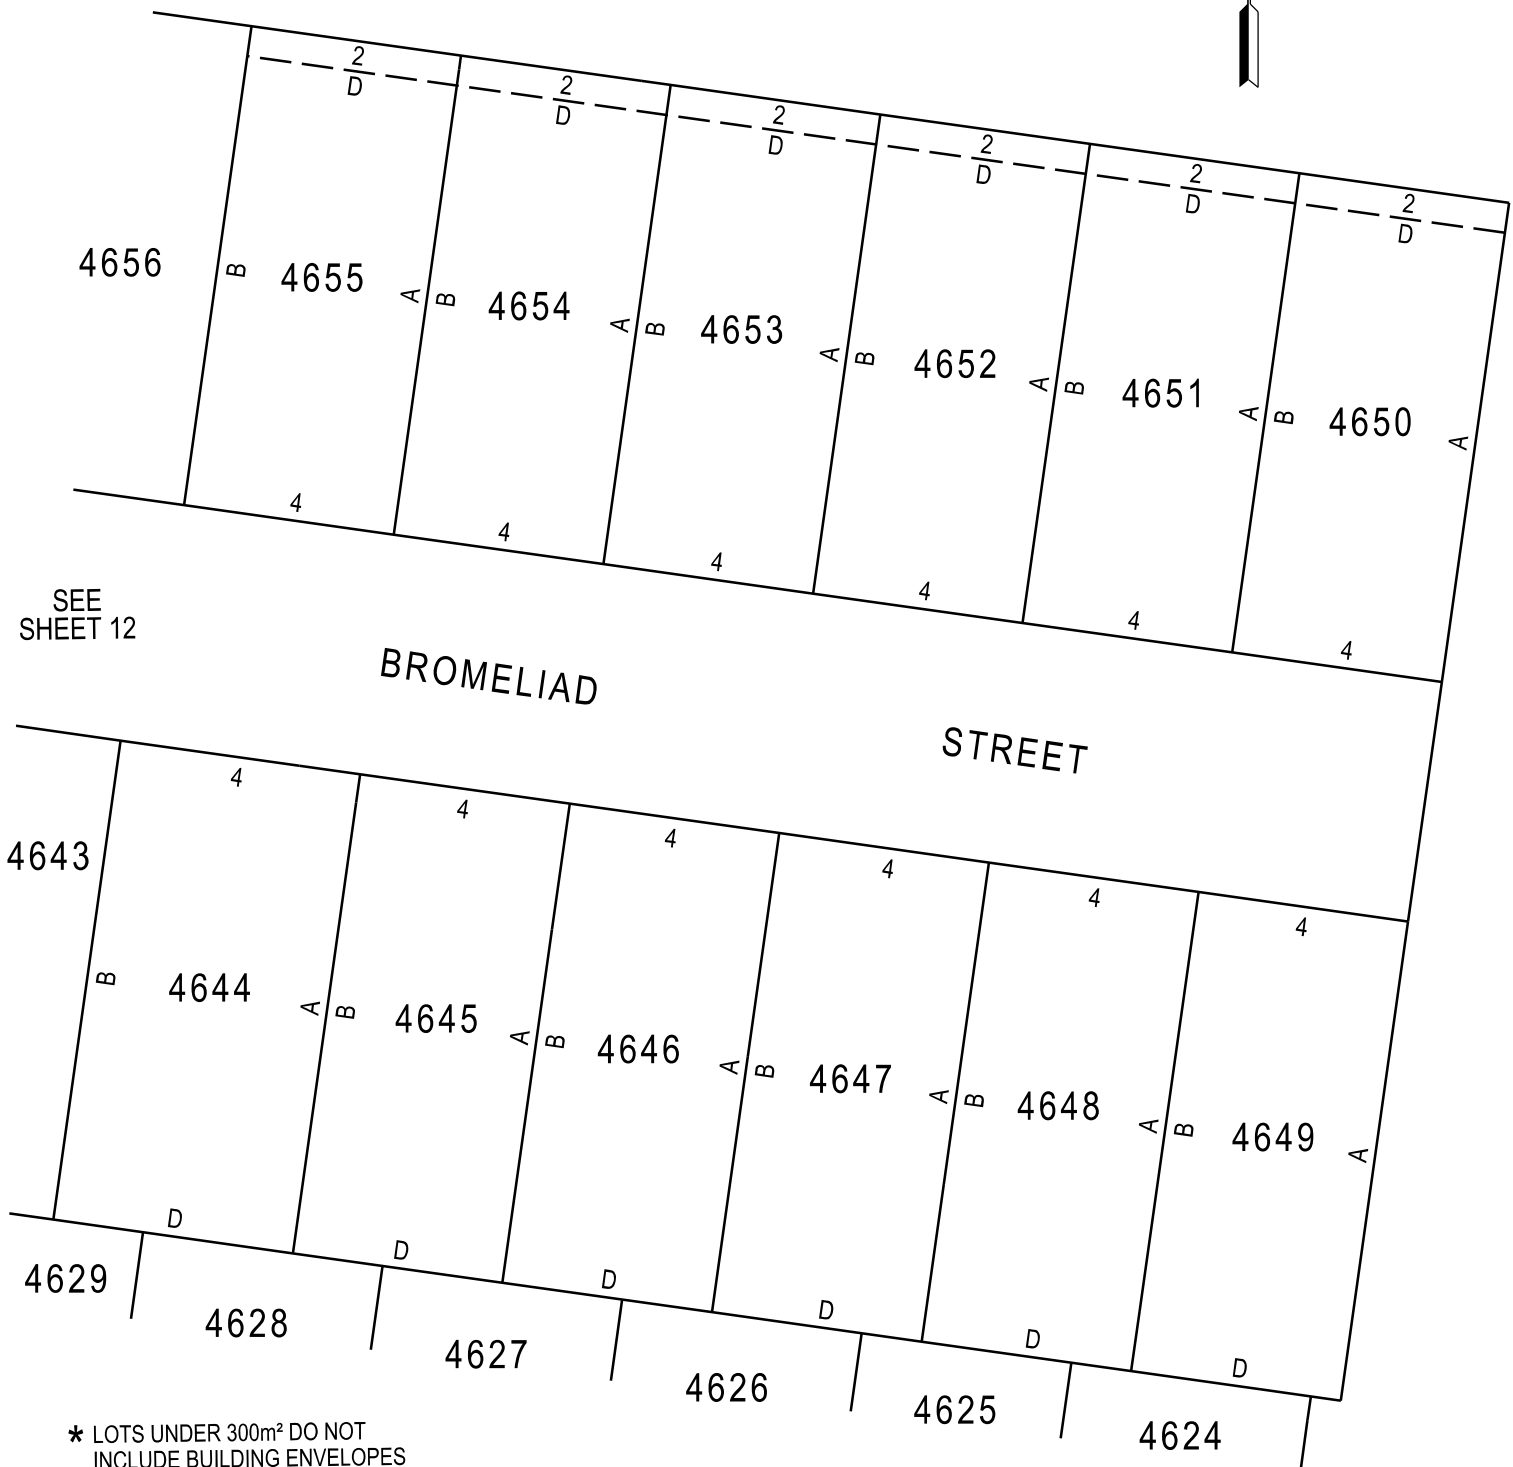 2 2 2 2 2 2
D D D D D D
4656 B 4655 A B 4654 A B 4653 A B 4652 A B 4651 A B 4650 A
4 4 4 4 4 4
SEE
SHEET 12
BROMELIAD STREET
4 4 4 4 4 4
4643 B 4644 A B 4645 A B 4646 A B 4647 A B 4648 A B 4649 A
D D D D D D
4629 4628 4627 4626 4625 4624
* LOTS UNDER 300m² DO NOT
INCLUDE BUILDING ENVELOPES